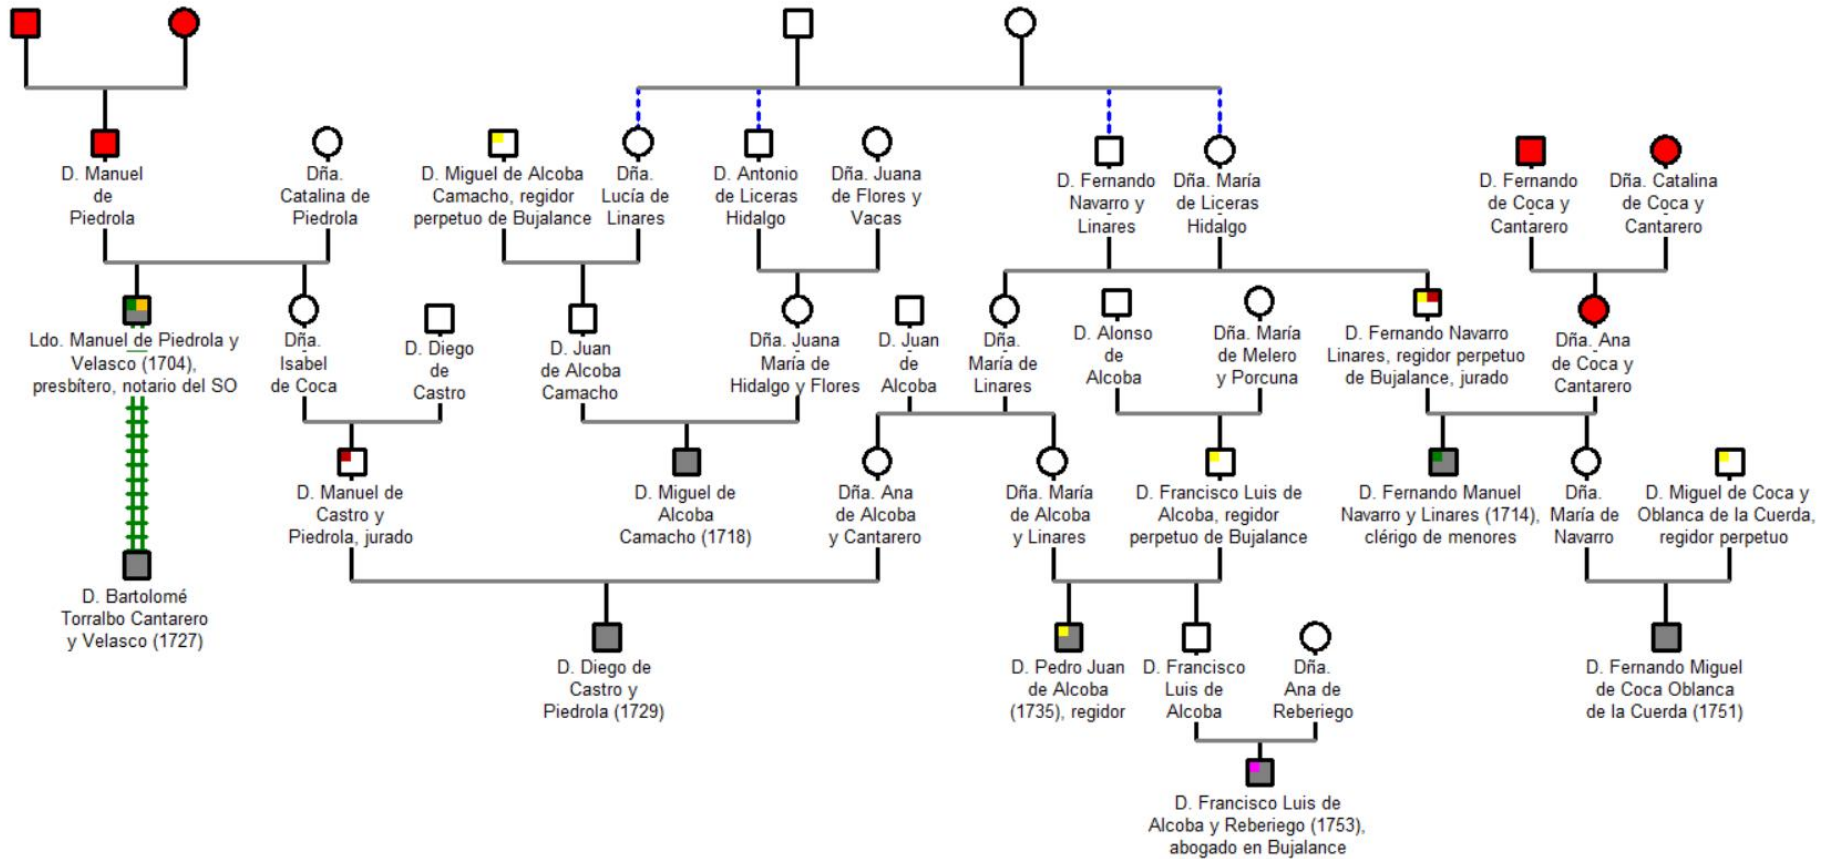 D. Manuel
de
Piedrola
Dña.
Catalina de
Piedrola
D. Miguel de Alcoba
Camacho, regidor
perpetuo de Bujalance
Dña.
Lucía de
Linares
D. Antonio
de Liceras
Hidalgo
Dña. Juana
de Flores y
Vacas
D. Fernando
Navarro y
Linares
Dña. María
de Liceras
Hidalgo
D. Fernando
de Coca y
Cantarero
Dña. Catalina
de Coca y
Cantarero
Ldo. Manuel de Piedrola y
Velasco (1704),
presbítero, notario del SO
Dña.
Isabel
de Coca
D. Diego
de
Castro
D. Juan
de Alcoba
Camacho
Dña. Juana
María de
Hidalgo y Flores
D. Juan
de
Alcoba
Dña.
María de
Linares
D. Alonso
de
Alcoba
Dña. María
de Melero
y Porcuna
D. Fernando Navarro
Linares, regidor perpetuo
de Bujalance, jurado
Dña. Ana
de Coca y
Cantarero
D. Manuel de
Castro y
Piedrola, jurado
D. Miguel de
Alcoba
Camacho (1718)
Dña. Ana
de Alcoba
y Cantarero
Dña. María
de Alcoba
y Linares
D. Francisco Luis de
Alcoba, regidor
perpetuo de Bujalance
D. Fernando Manuel
Navarro y Linares (1714),
clérigo de menores
Dña.
María de
Navarro
D. Miguel de Coca y
Oblanca de la Cuerda,
regidor perpetuo
D. Bartolomé
Torralbo Cantarero
y Velasco (1727)
D. Diego de
Castro y
Piedrola (1729)
D. Pedro Juan
de Alcoba
(1735), regidor
D. Francisco
Luis de
Alcoba
Dña.
Ana de
Reberiego
D. Fernando Miguel
de Coca Oblanca
de la Cuerda (1751)
D. Francisco Luis de
Alcoba y Reberiego (1753),
abogado en Bujalance